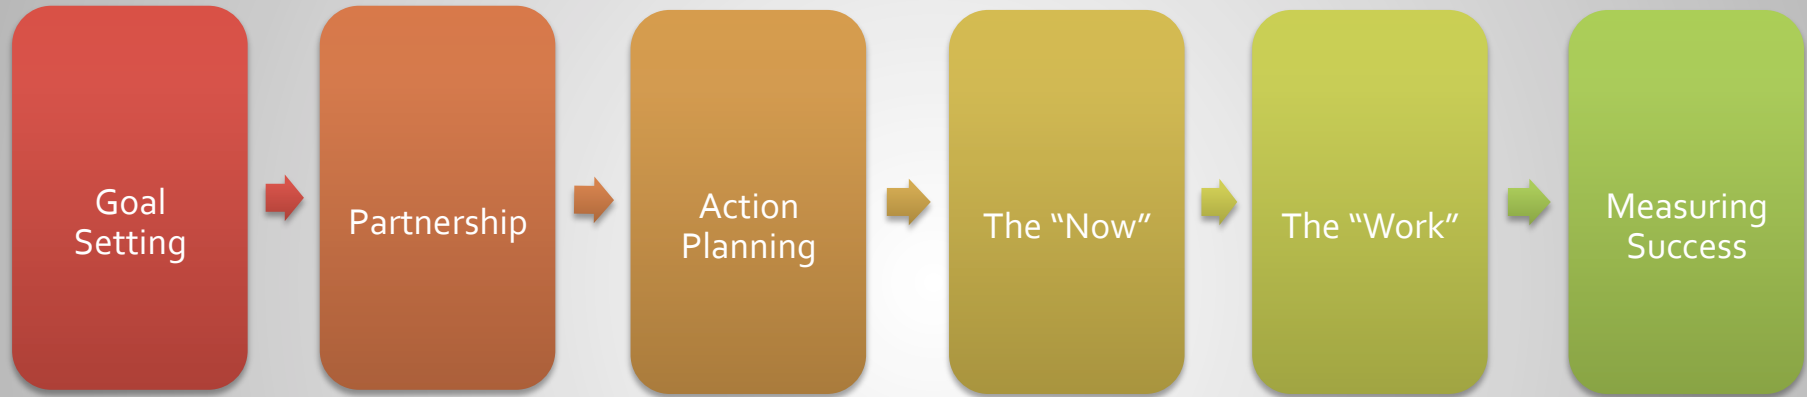 Goal
Setting
Partnership
Action
Planning
The “Now”
The “Work”
Measuring
Success